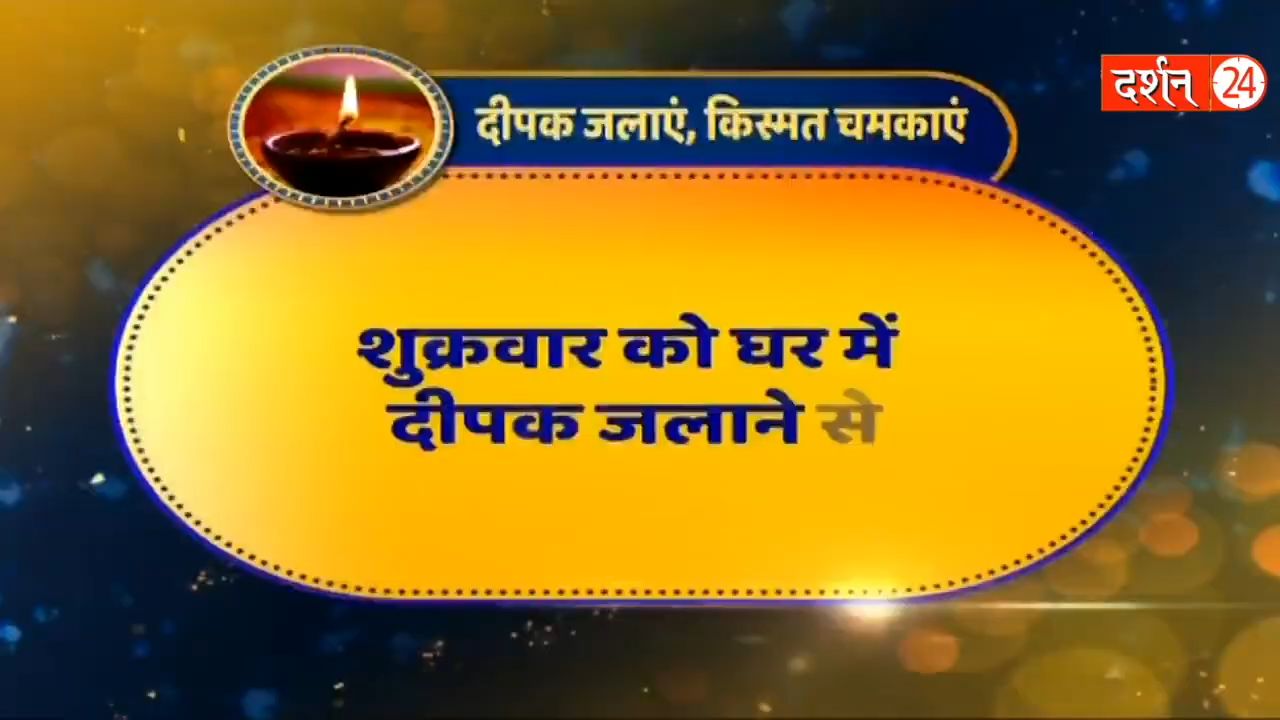 दर्शन 24
दीपक जलाएं, किस्मत चमकाएं
शुक्रवार को घर में
दीपक जलाने से